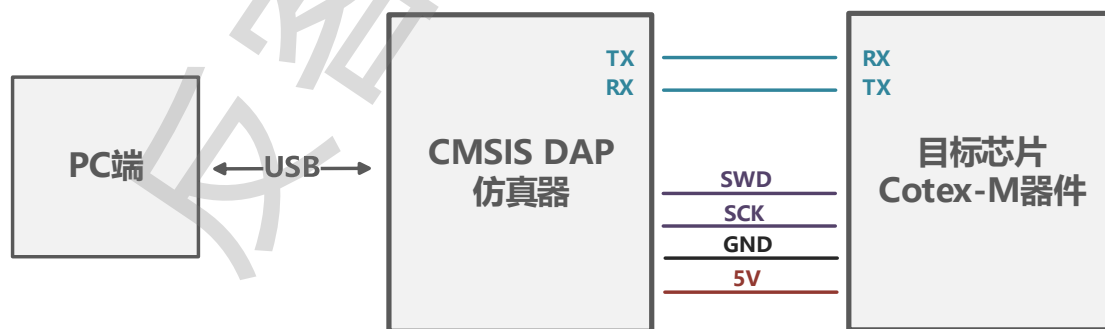 TX
RX
RX
TX
PC端
USB
CMSIS DAP
仿真器
目标芯片
Cotex-M器件
SWD
SCK
GND
5V